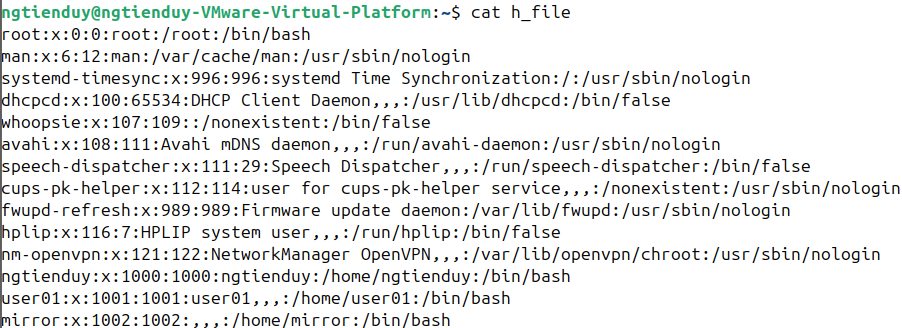 ngtienduy@ngtienduy-VMware-Virtual-Platform:~$ cat h_file
root:x:0:0:root:/root:/bin/bash
man:x:6:12:man:/var/cache/man:/usr/sbin/nologin
systemd-timesync:x:996:996:systemd Time Synchronization:/:/usr/sbin/nologin
dhcpcd:x:100:65534:DHCP Client Daemon,,,:/usr/lib/dhcpcd:/bin/false
whoopsie:x:107:109::/nonexistent:/bin/false
avahi:x:108:111:Avahi mDNS daemon,,,:/run/avahi-daemon:/usr/sbin/nologin
speech-dispatcher:x:111:29:Speech Dispatcher,,,:/run/speech-dispatcher:/bin/false
cups-pk-helper:x:112:114:user for cups-pk-helper service,,,:/nonexistent:/usr/sbin/nologin
fwupd-refresh:x:989:989:Firmware update daemon:/var/lib/fwupd:/usr/sbin/nologin
hplip:x:116:7:HPLIP system user,,,:/run/hplip:/bin/false
nm-openvpn:x:121:122:NetworkManager OpenVPN,,,:/var/lib/openvpn/chroot:/usr/sbin/nologin
ngtienduy:x:1000:1000:ngtienduy:/home/ngtienduy:/bin/bash
user01:x:1001:1001:user01,,,:/home/user01:/bin/bash
mirror:x:1002:1002:,,,:/home/mirror:/bin/bash